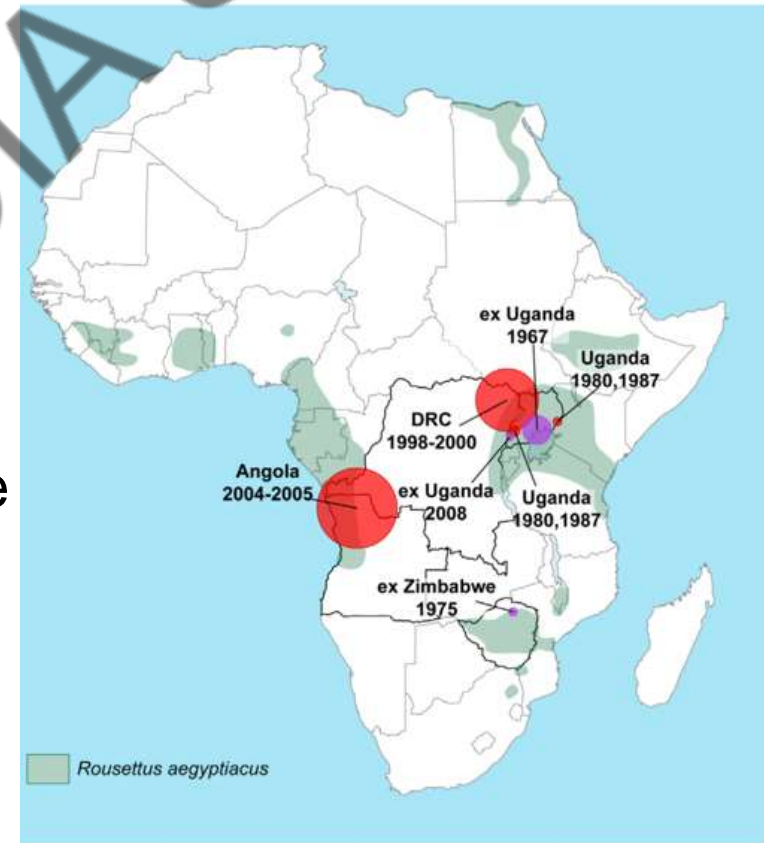 IA
e
ex Uganda
1967
Uganda
1980,1987
DRC
1998-2000
Angola
2004-2005
ex Uganda
2008
Uganda
1980,1987
ex Zimbabwe
1975
Rousettus aegyptiacus